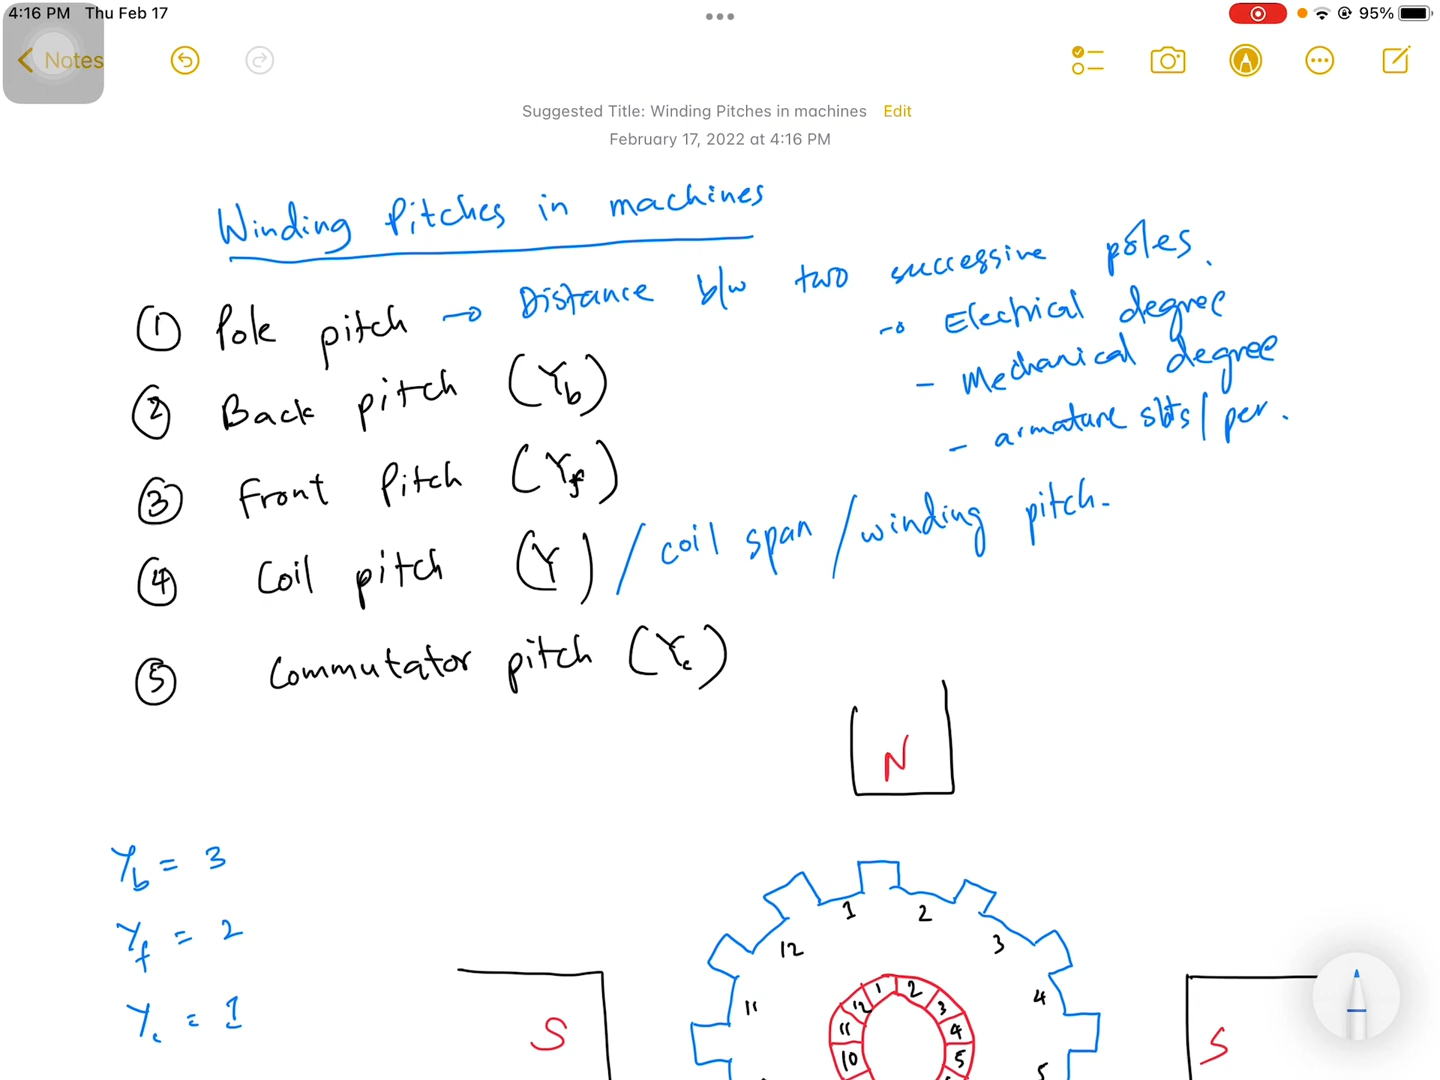 4:16 PM Thu Feb 17
95%
Notes
Suggested Title: Winding Pitches in machines Edit
February 17, 2022 at 4:16 PM
Winding Pitches in machines
① Pole pitch → Distance b/w two successive poles.
→ Electrical degree
- Mechanical degree
- armature slots / per.
② Back pitch (Yb)
③ Front Pitch (Yf)
④ Coil pitch (Y) / coil span / winding pitch.
⑤ Commutator pitch (Yc)
N
Yb = 3
Yf = 2
Yc = 1
S
S
1 2 3 4 5 11 12
1 2 3 4 5 10 11 12